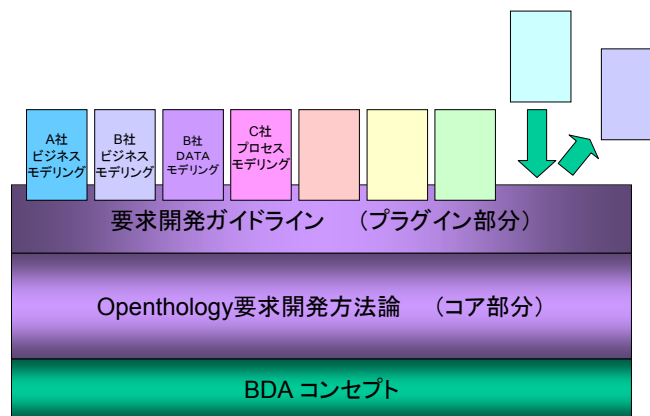 A社
ビジネス
モデリング
B社
ビジネス
モデリング
B社
DATA
モデリング
C社
プロセス
モデリング
要求開発ガイドライン （プラグイン部分）
Openthology要求開発方法論 （コア部分）
BDA コンセプト